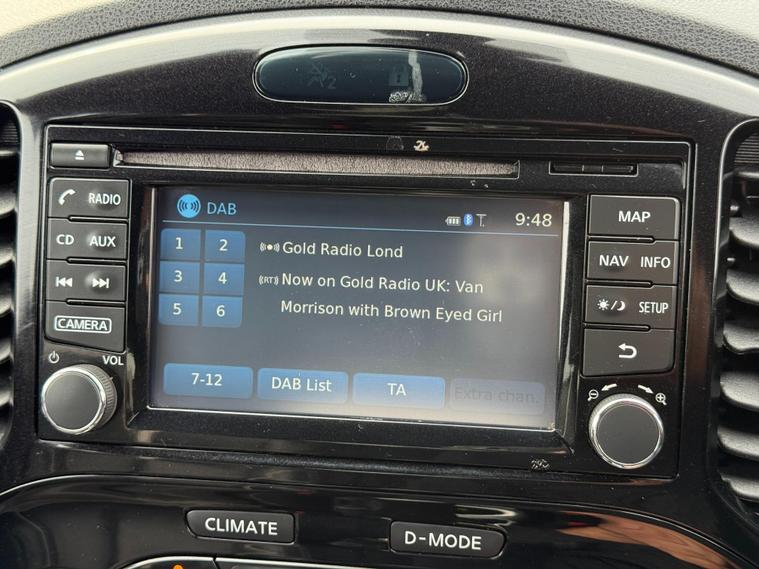 2
RADIO
CD AUX
CAMERA
VOL
DAB
9:48
1 2
3 4
5 6
Gold Radio Lond
(RT) Now on Gold Radio UK: Van
Morrison with Brown Eyed Girl
7-12
DAB List
TA
Extra chan.
MAP
NAV INFO
SETUP
CLIMATE
D-MODE